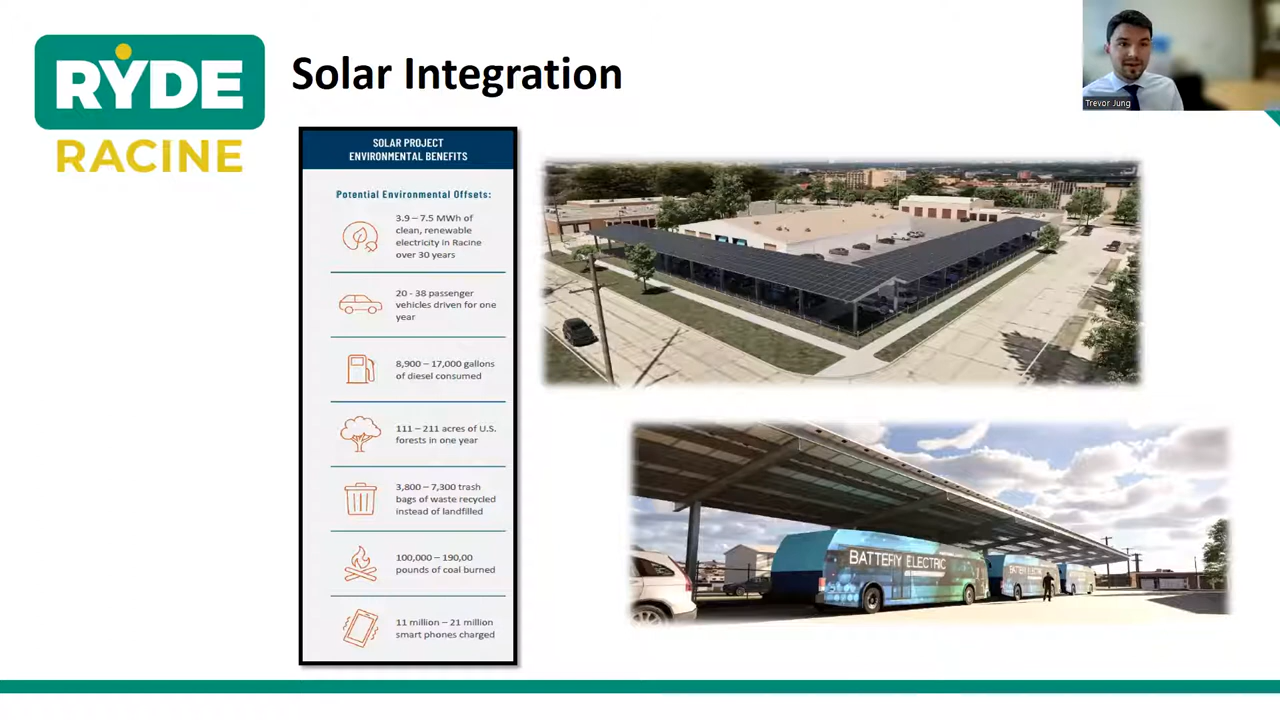 RYDE
RACINE
Solar Integration
Trevor Jung
SOLAR PROJECT
ENVIRONMENTAL BENEFITS
Potential Environmental Offsets:
3.9 – 7.5 MWh of
clean, renewable
electricity in Racine
over 30 years
20 - 38 passenger
vehicles driven for one
year
8,900 – 17,000 gallons
of diesel consumed
111 – 211 acres of U.S.
forests in one year
3,800 – 7,300 trash
bags of waste recycled
instead of landfilled
100,000 – 190,00
pounds of coal burned
11 million – 21 million
smart phones charged
BATTERY ELECTRIC
BATTERY ELECTRIC